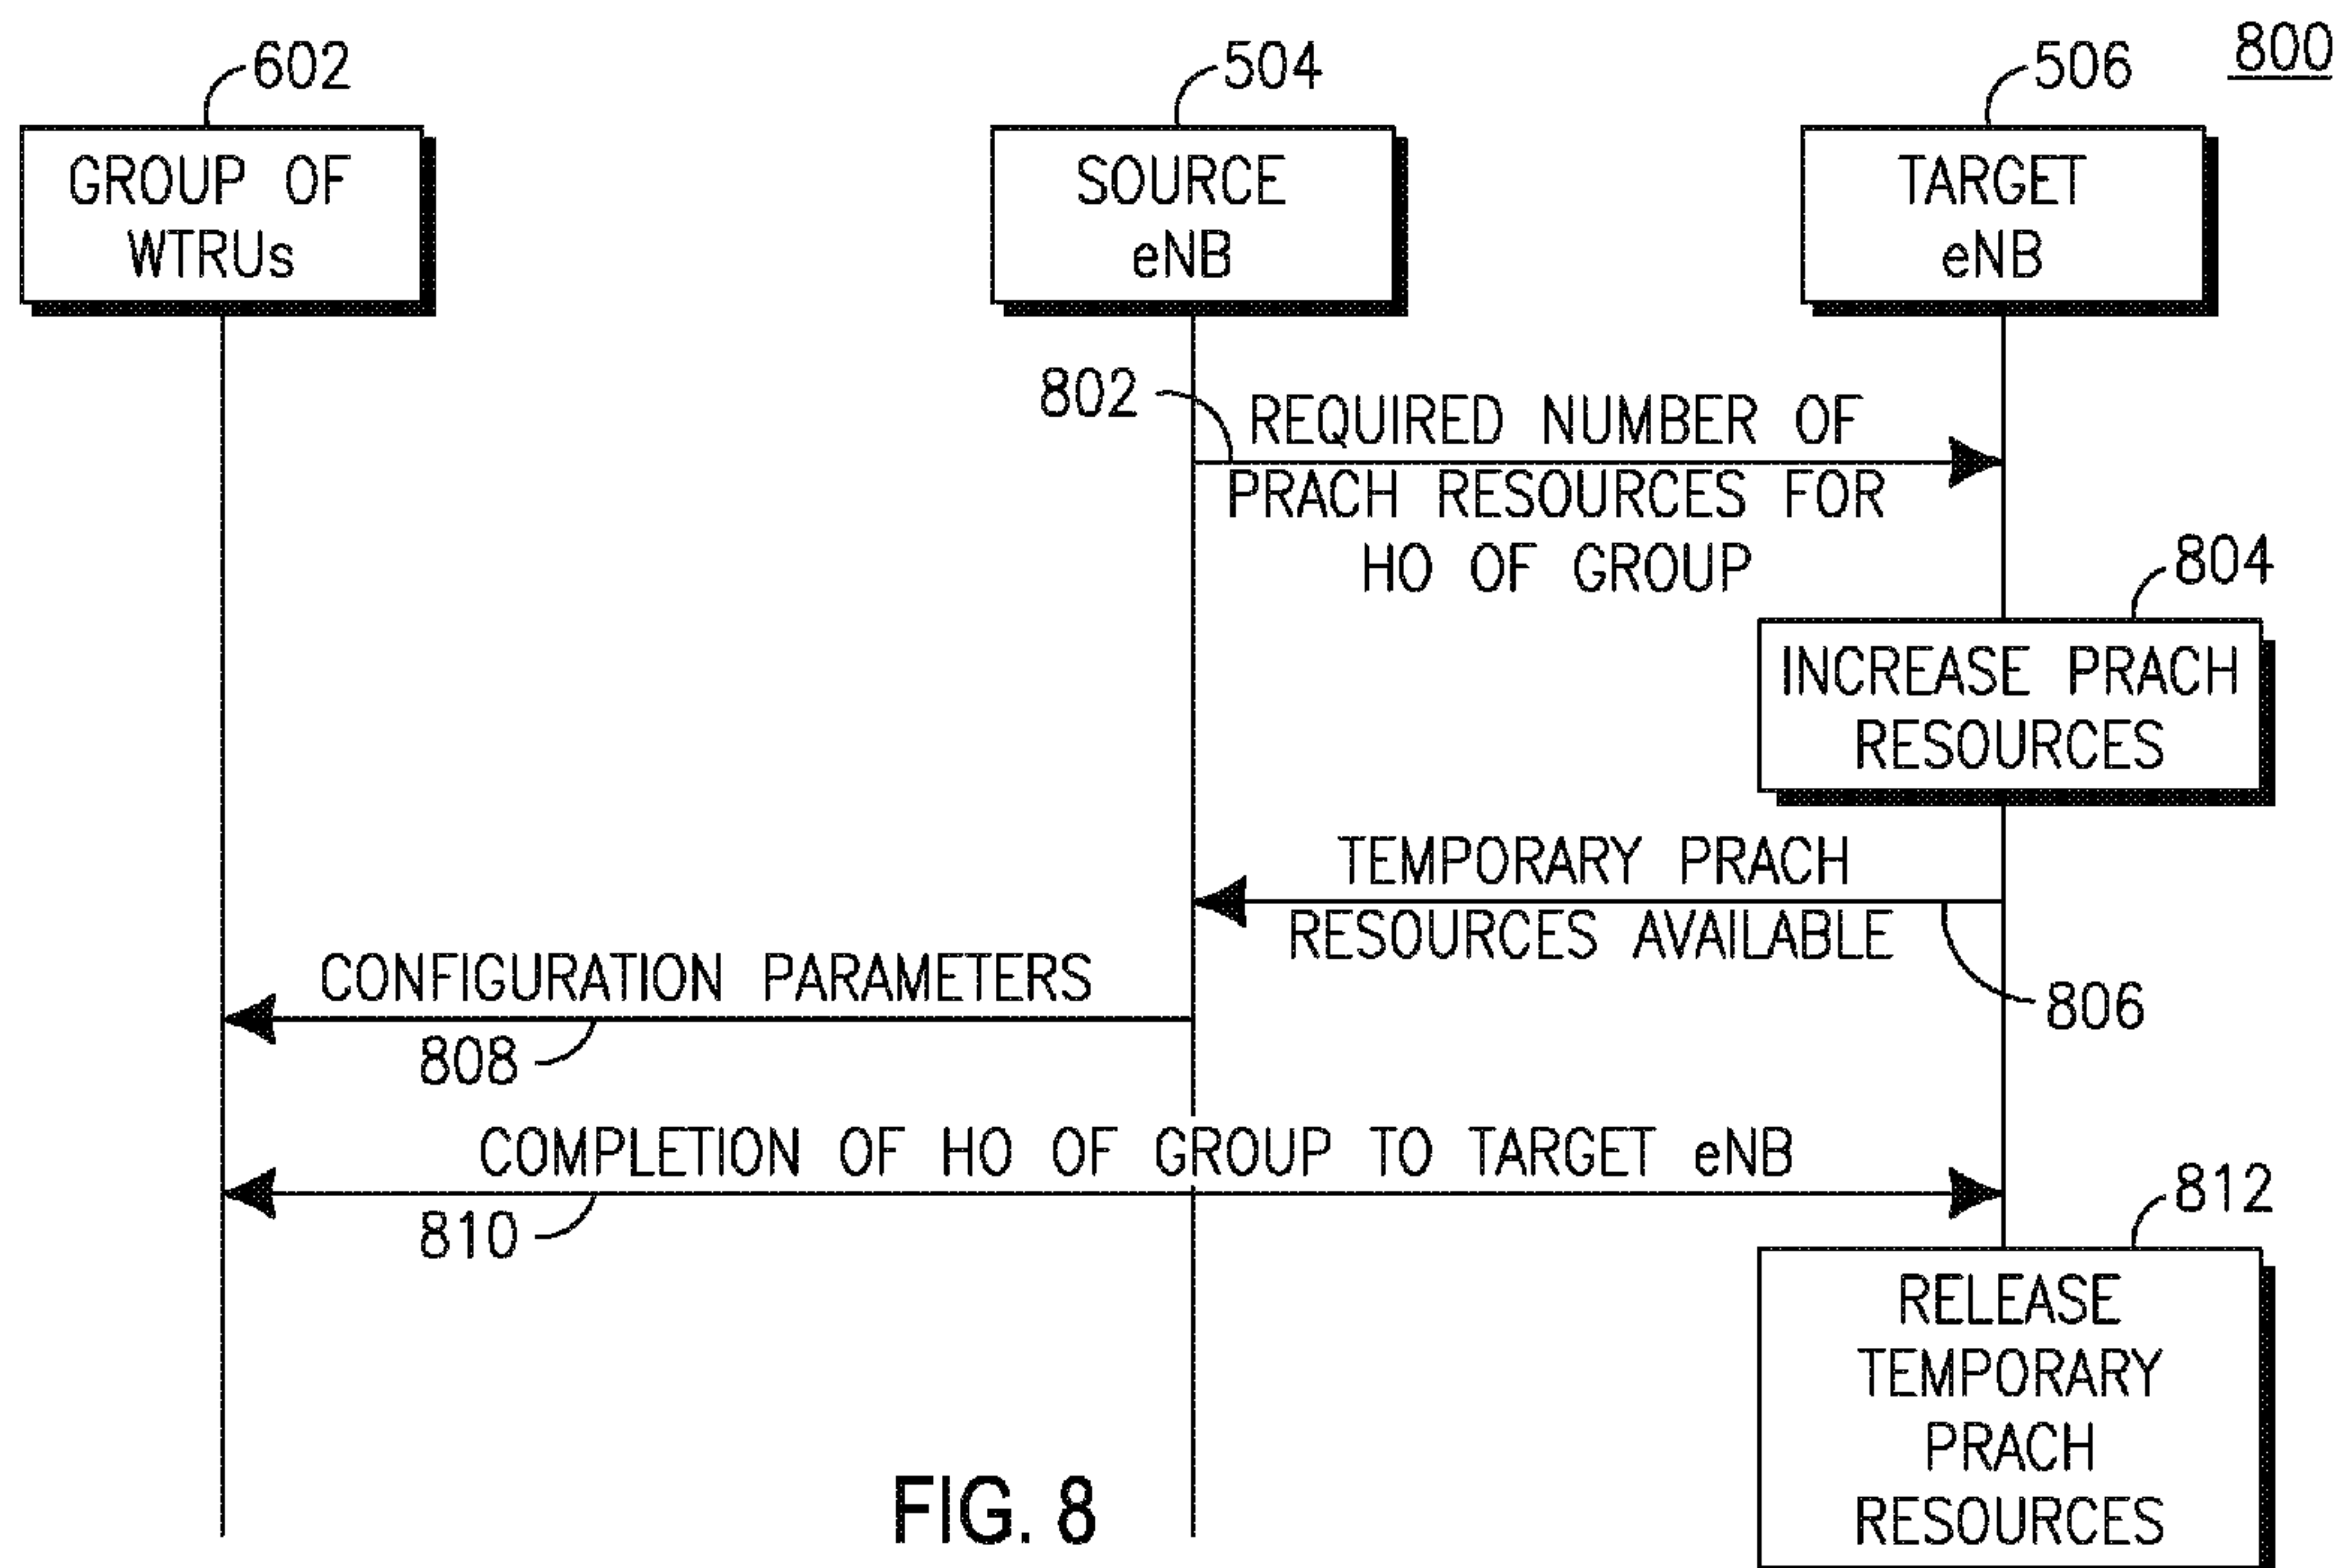 800
602
504
506
GROUP OF
WTRUs
SOURCE
eNB
TARGET
eNB
802
REQUIRED NUMBER OF
PRACH RESOURCES FOR
HO OF GROUP
804
INCREASE PRACH
RESOURCES
TEMPORARY PRACH
RESOURCES AVAILABLE
806
CONFIGURATION PARAMETERS
808
COMPLETION OF HO OF GROUP TO TARGET eNB
810
812
RELEASE
TEMPORARY
PRACH
RESOURCES
FIG. 8